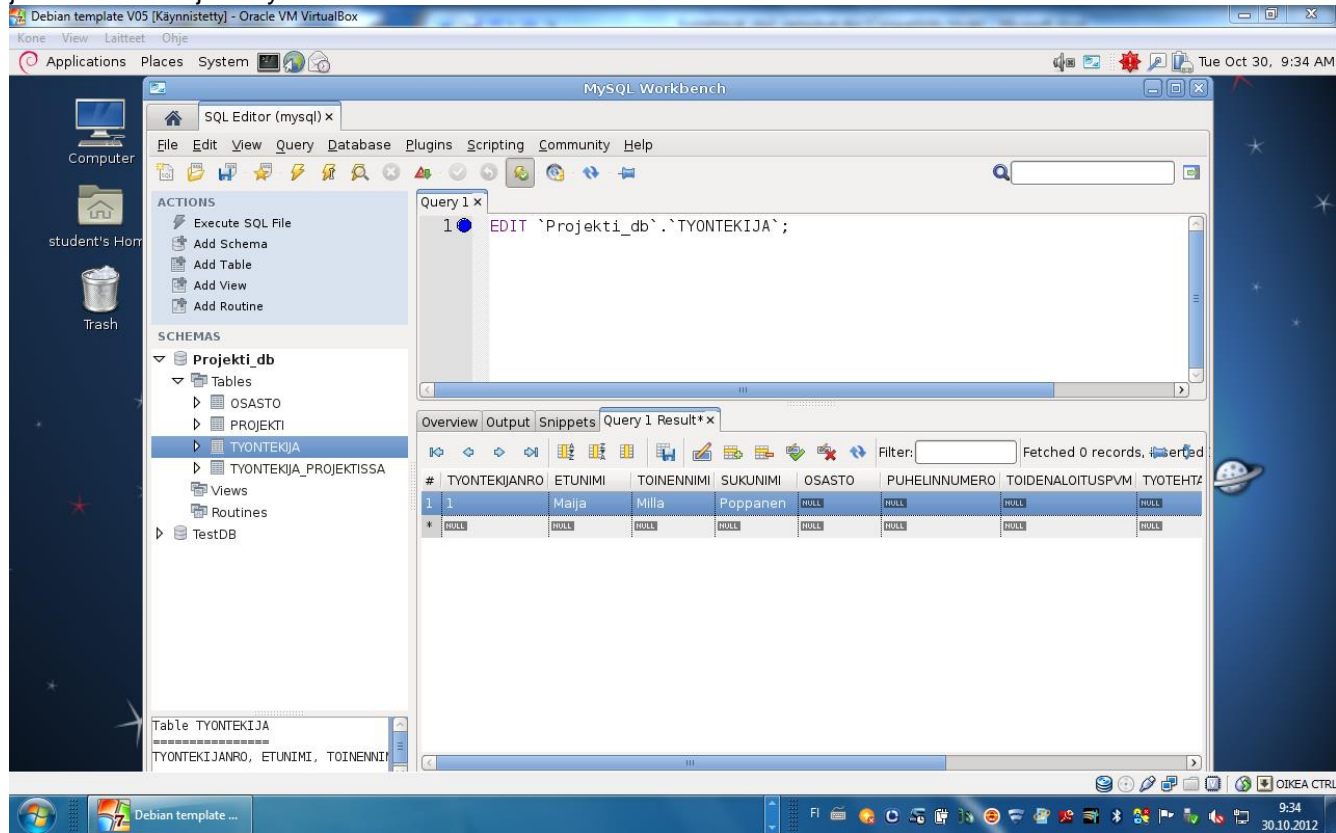 Debian template V05 [Käynnistetty] - Oracle VM VirtualBox
Kone View Laitteet Ohje
Applications Places System Tue Oct 30, 9:34 AM
MySQL Workbench
SQL Editor (mysql) ×
File Edit View Query Database Plugins Scripting Community Help
Computer
student's Hom
Trash
ACTIONS
Execute SQL File
Add Schema
Add Table
Add View
Add Routine
SCHEMAS
Projekti_db
Tables
OSASTO
PROJEKTI
TYONTEKIJA
TYONTEKIJA_PROJEKTISSA
Views
Routines
TestDB
Table TYONTEKIJA
================
TYONTEKIJANRO, ETUNIMI,
Query 1 ×
1 EDIT `Projekti_db`.`TYONTEKIJA`;
Overview Output Snippets Query 1 Result* ×
Filter: Fetched 0 records,
# TYONTEKIJANRO ETUNIMI TOINENNIMI SUKUNIMI OSASTO PUHELINNUMERO TOIDENALOITUSPVM TYOTEHTA
1 1 Maija Milla Poppanen NULL NULL NULL NULL
* NULL NULL NULL NULL NULL NULL NULL NULL
OIKEA CTRL
Debian template ... FI 9:34
30.10.2012